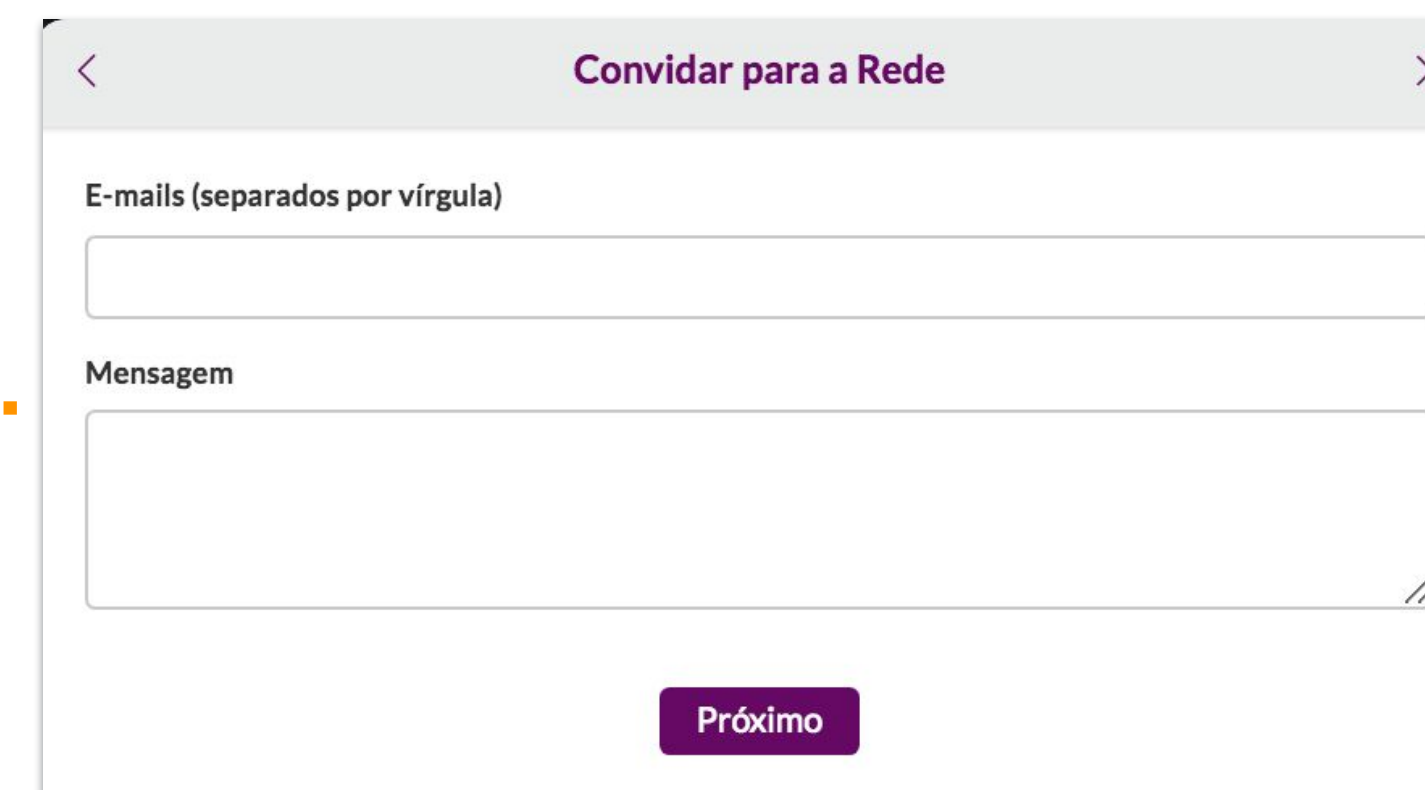 Convidar para a Rede
E-mails (separados por vírgula)
Mensagem
Próximo